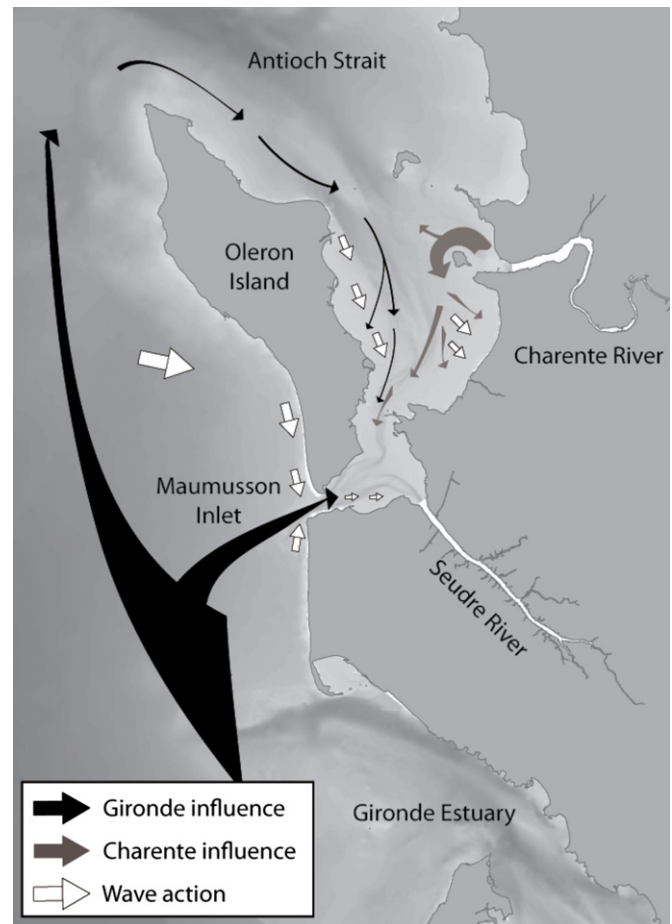 Antioch Strait
Oleron
Island
Charente River
Maumusson
Inlet
Seudre River
Gironde Estuary
Gironde influence
Charente influence
Wave action